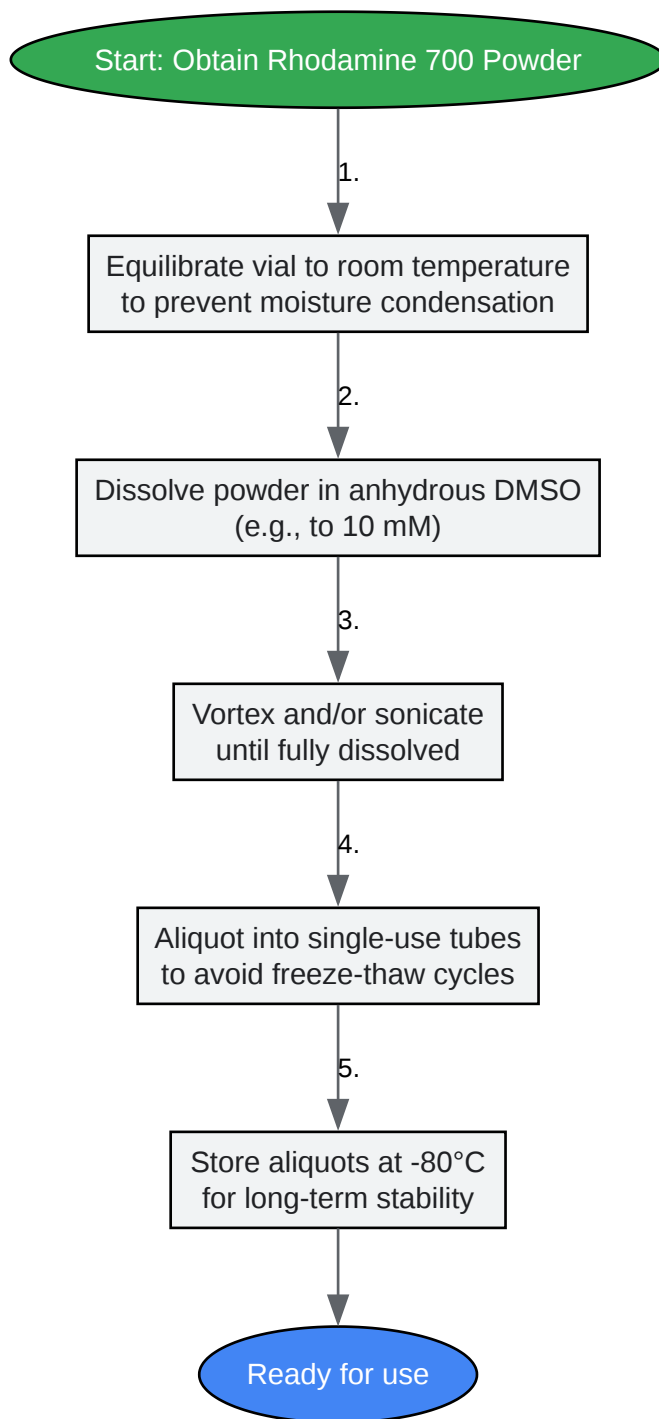 Start: Obtain Rhodamine 700 Powder
1.
Equilibrate vial to room temperature
to prevent moisture condensation
2.
Dissolve powder in anhydrous DMSO
(e.g., to 10 mM)
3.
Vortex and/or sonicate
until fully dissolved
4.
Aliquot into single-use tubes
to avoid freeze-thaw cycles
5.
Store aliquots at -80°C
for long-term stability
Ready for use